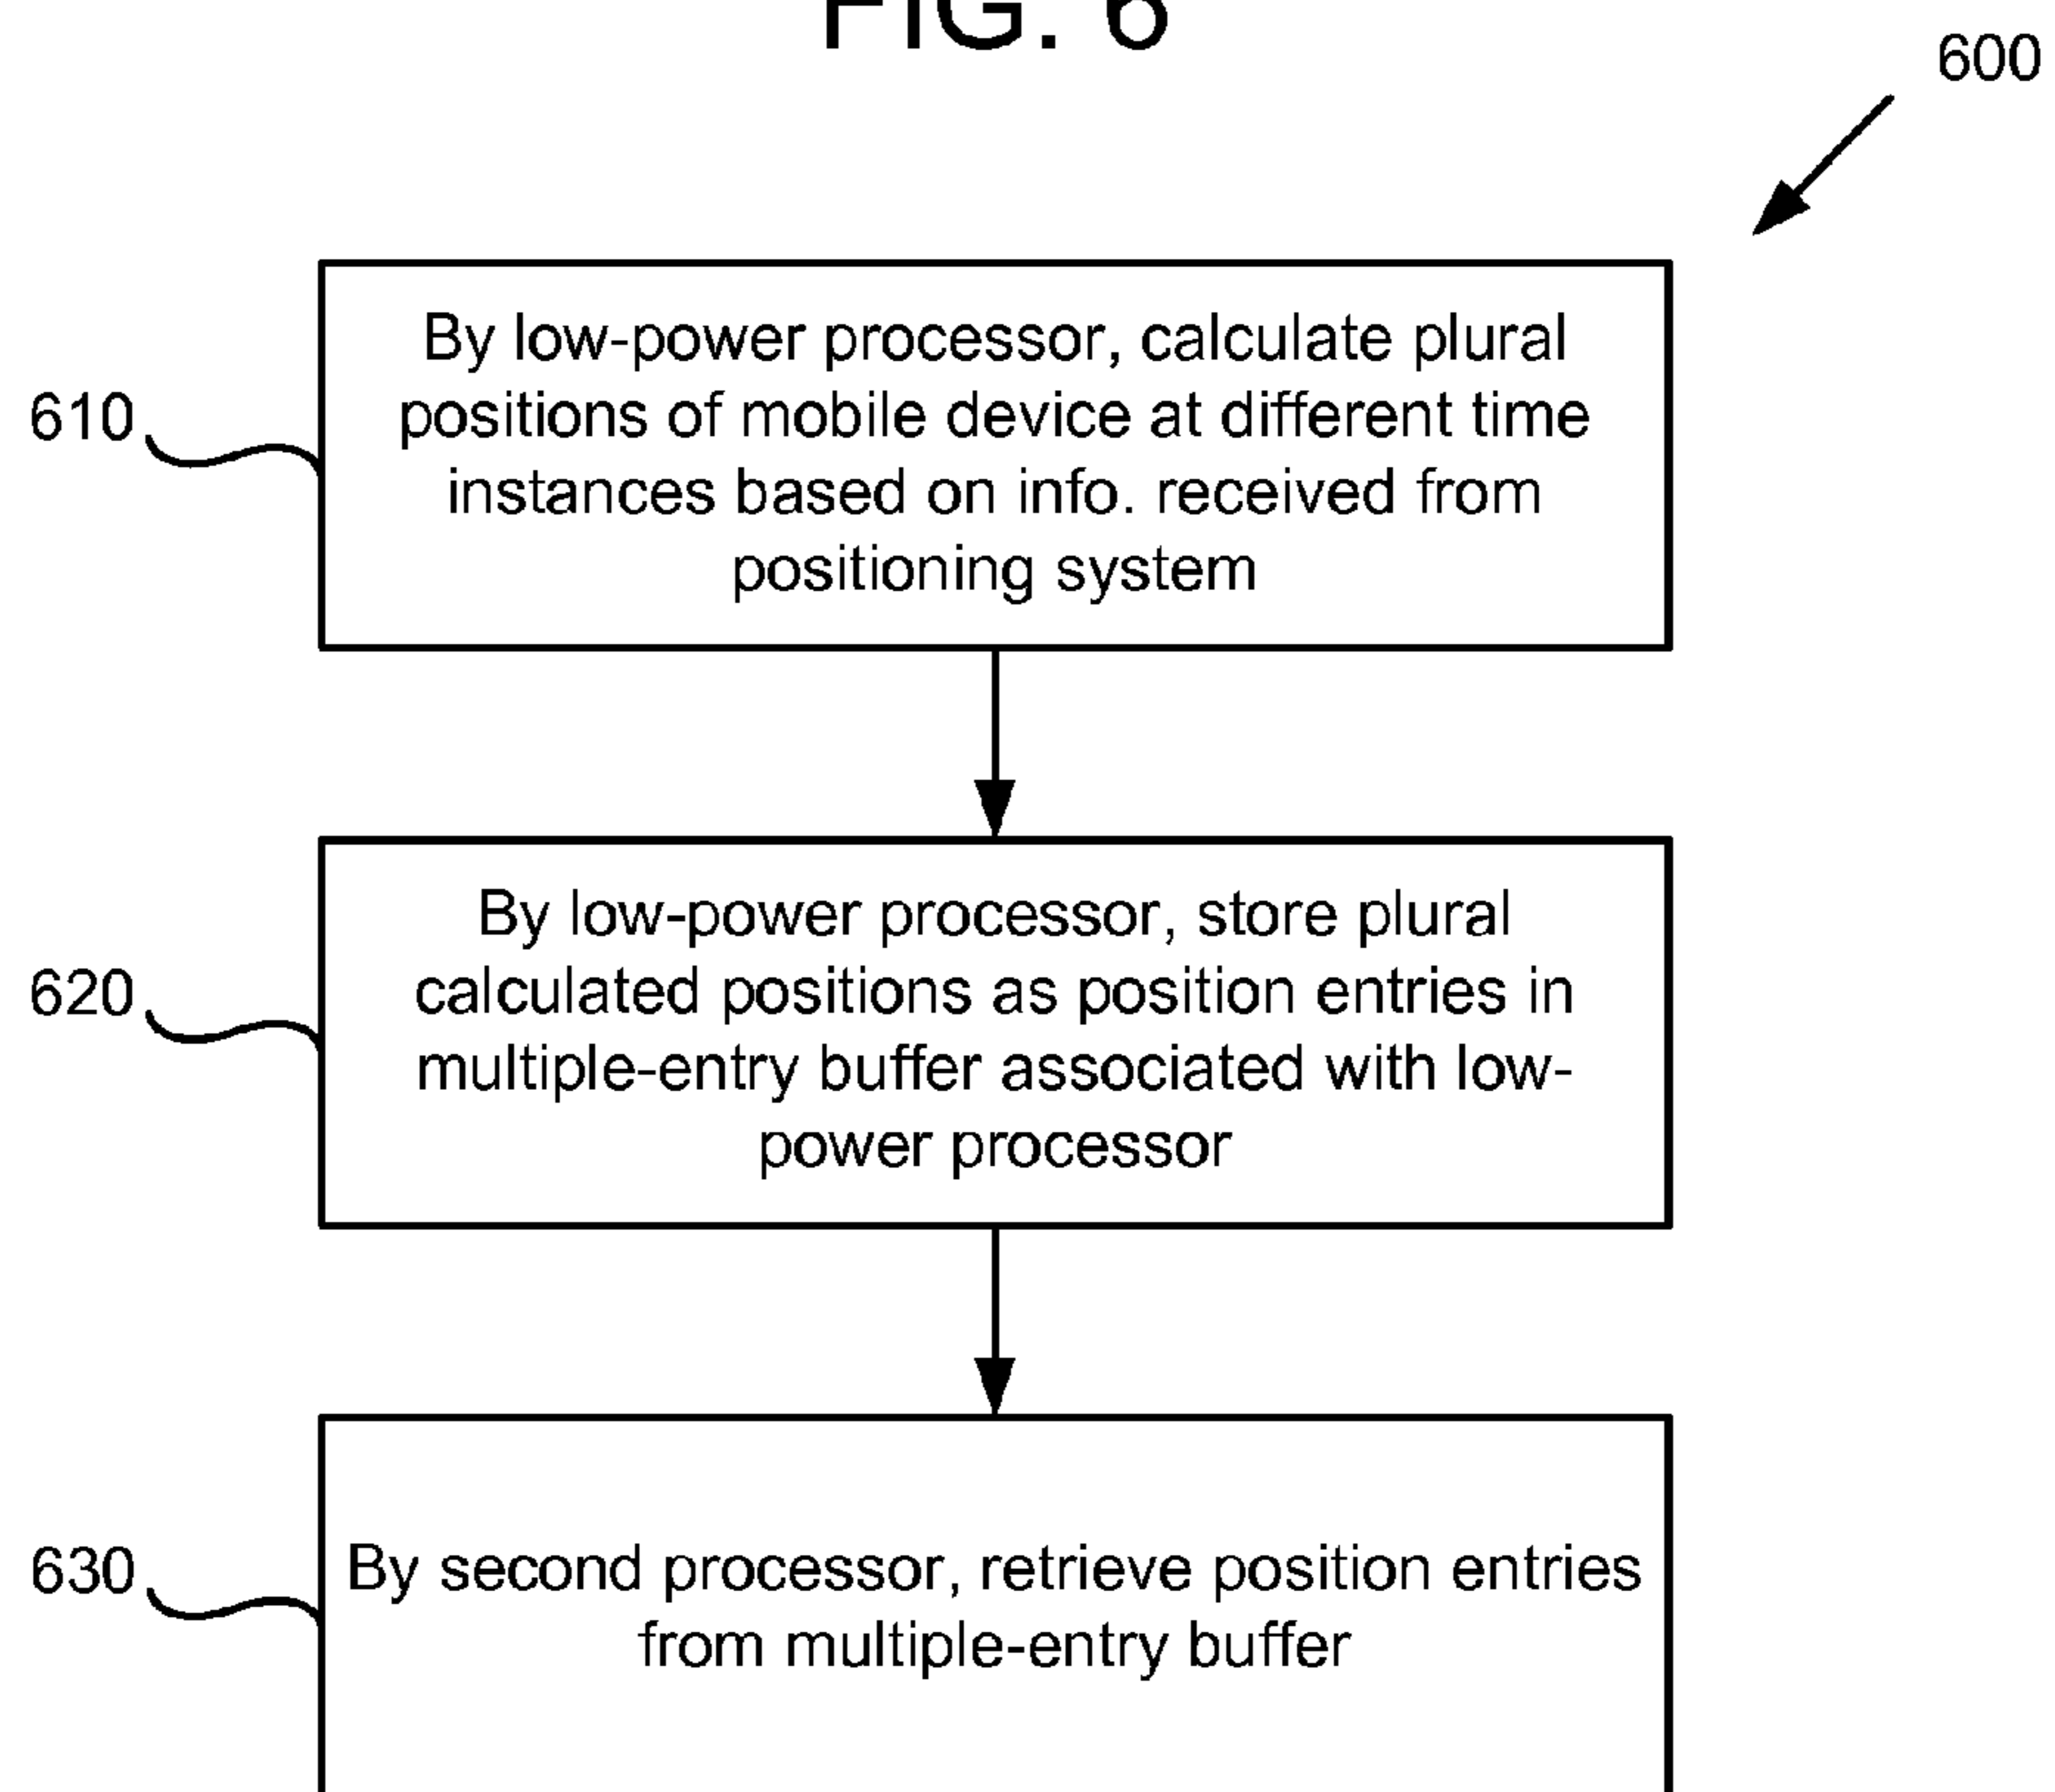 FIG. 6
600
By low-power processor, calculate plural
positions of mobile device at different time
instances based on info. received from
positioning system
610
By low-power processor, store plural
calculated positions as position entries in
multiple-entry buffer associated with low-
power processor
620
By second processor, retrieve position entries
from multiple-entry buffer
630